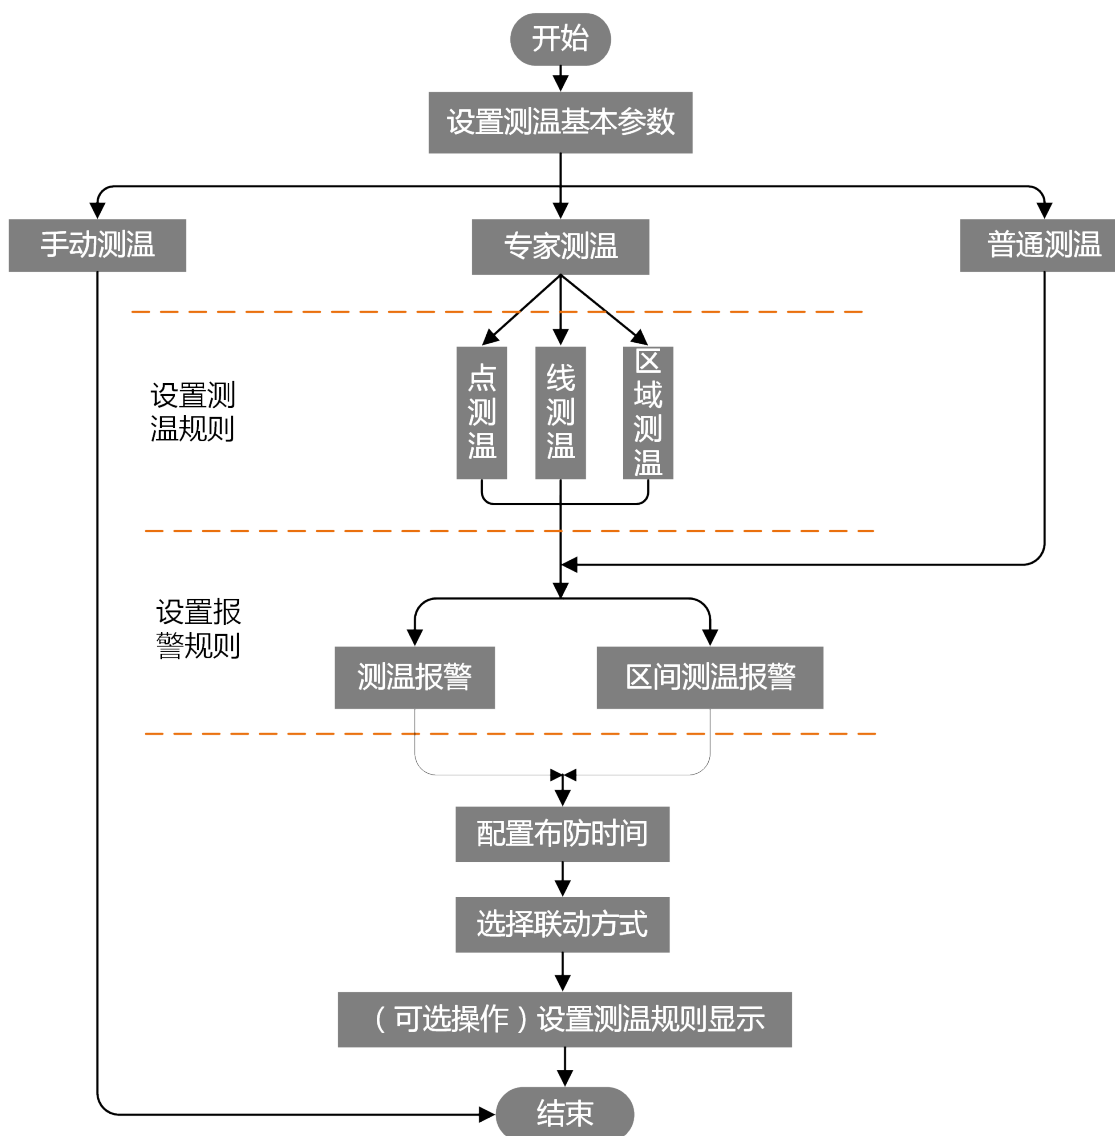 开始
设置测温基本参数
手动测温
专家测温
普通测温
设置测
温规则
点
测
温
线
测
温
区
域
测
温
设置报
警规则
测温报警
区间测温报警
配置布防时间
选择联动方式
（可选操作）设置测温规则显示
结束